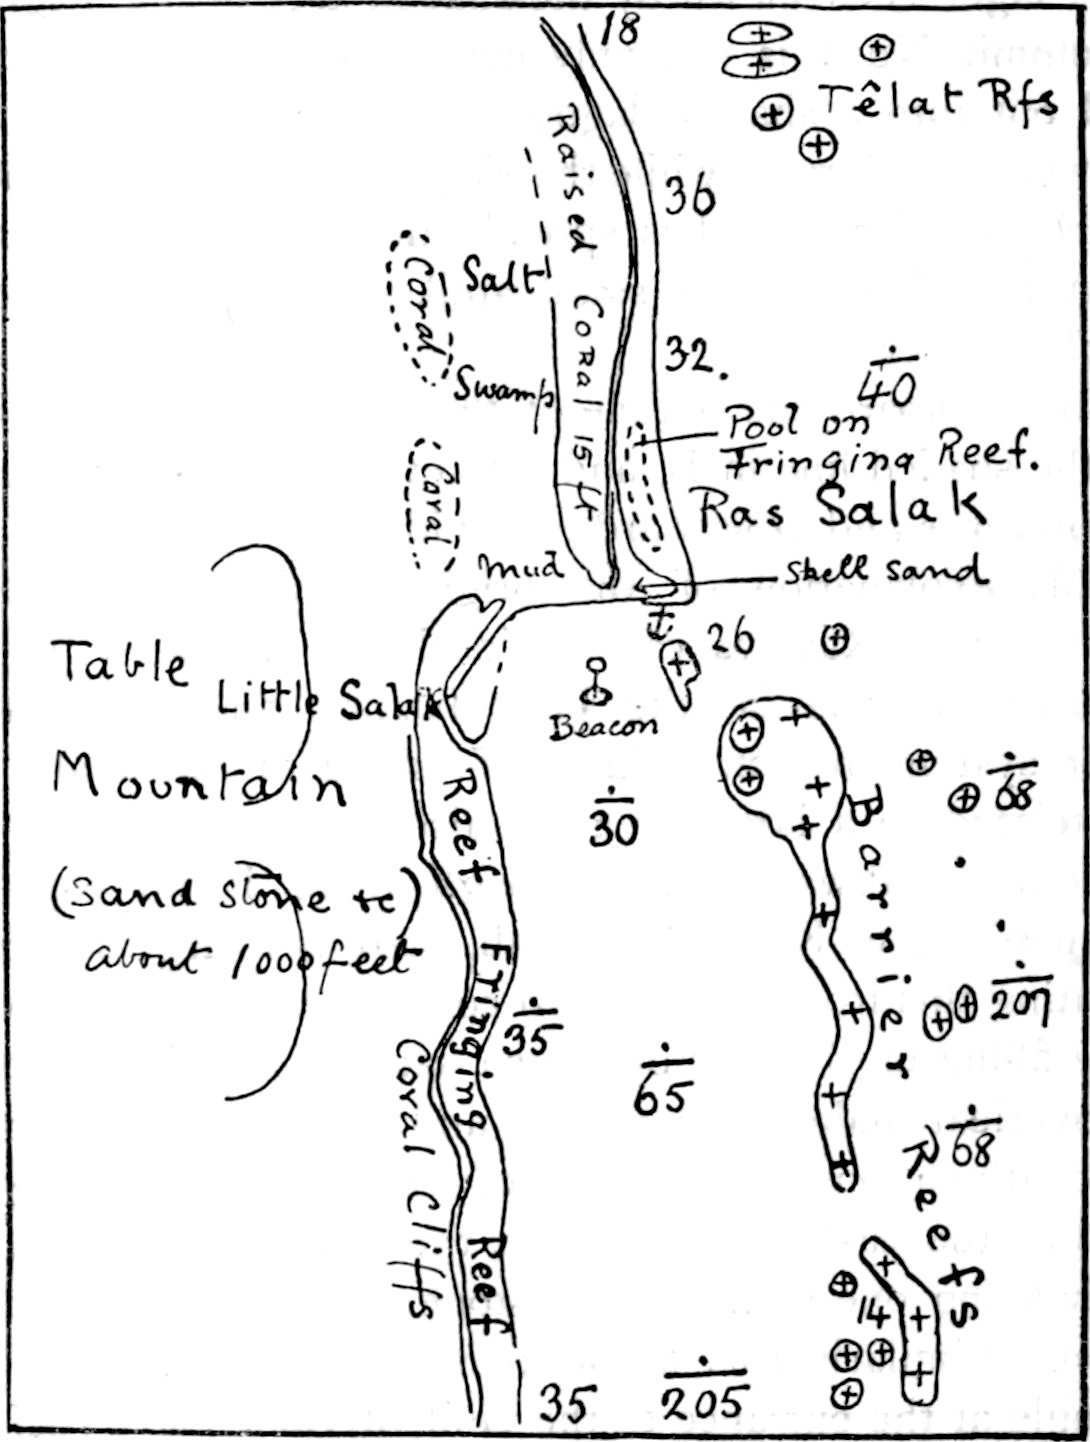 18
Têlat Rfs
36
Raised Coral 15 ft
Coral
Salt
Swamp
32.
40
Pool on
Fringing Reef.
Ras Salak
Coral
mud
shell sand
26
Table
Little Salak
Beacon
Mountain
30
68
(Sand stone &c)
about 1000 feet
Reef Fringing Reef
Barrier Reefs
207
35
65
Coral Cliffs
68
14
35
205